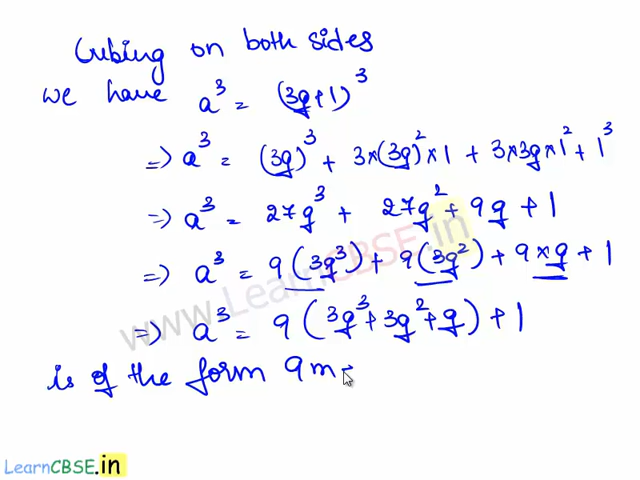 Cubing on both sides
we have a³ = (3q+1)³
=> a³ = (3q)³ + 3×(3q)²×1 + 3×3q×1² + 1³
=> a³ = 27q³ + 27q² + 9q + 1
=> a³ = 9(3q³) + 9(3q²) + 9×q + 1
=> a³ = 9(3q³+3q²+q) + 1
is of the form 9m -
www.LearnCBSE.in
LearnCBSE.in